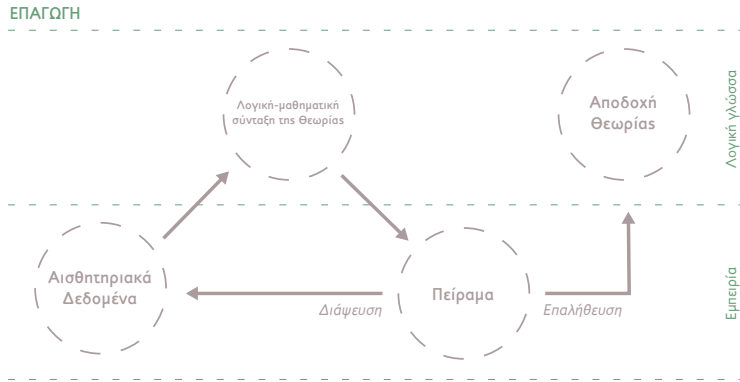 ΕΠΑΓΩΓΗ
Λογική-μαθηματική
σύνταξη της Θεωρίας
Αποδοχή
Θεωρίας
Λογική γλώσσα
Αισθητηριακά
Δεδομένα
Πείραμα
Διάψευση
Επαλήθευση
Εμπειρία